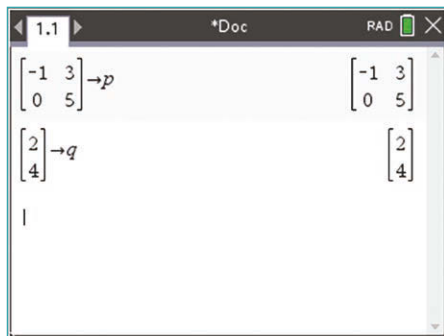 1.1 *Doc RAD
[-1 3] →p [-1 3]
[0 5] [0 5]
[2] →q [2]
[4] [4]